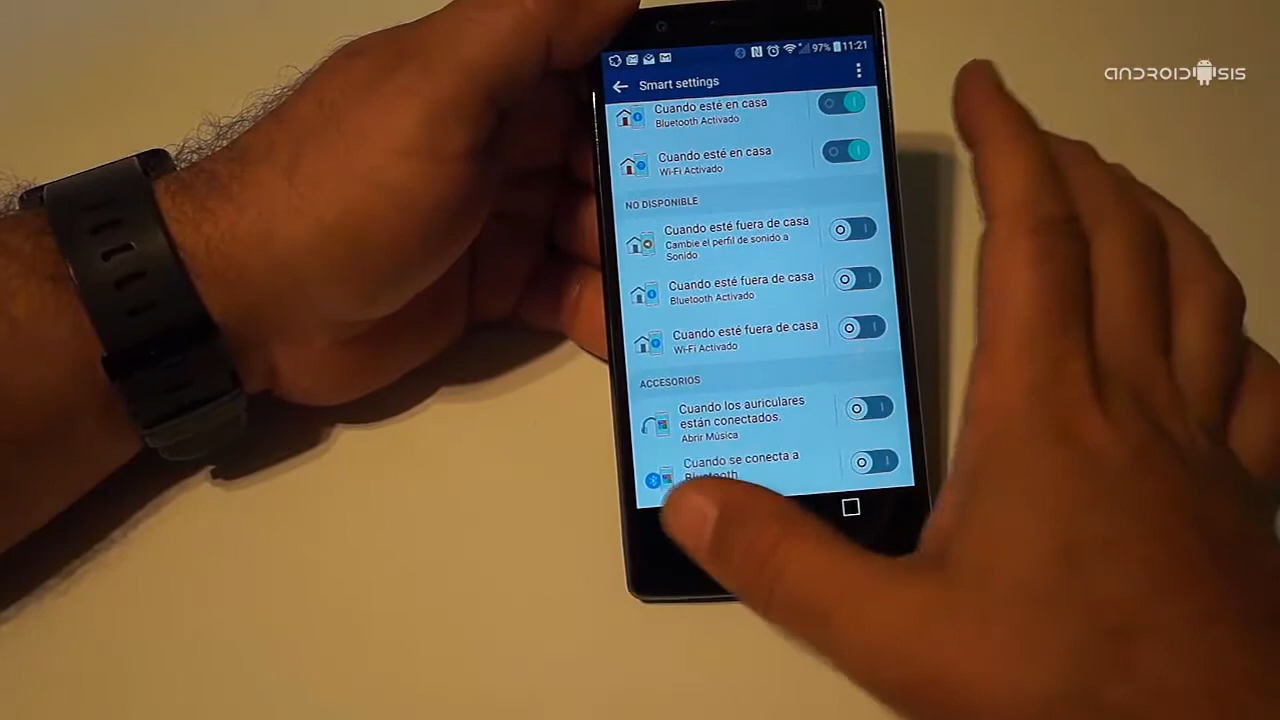 97% 11:21
ANDROIDSIS
Smart settings
Cuando esté en casa
Bluetooth Activado
Cuando esté en casa
Wi-Fi Activado
NO DISPONIBLE
Cuando esté fuera de casa
Cambie el perfil de sonido a
Sonido
Cuando esté fuera de casa
Bluetooth Activado
Cuando esté fuera de casa
Wi-Fi Activado
ACCESORIOS
Cuando los auriculares
están conectados.
Abrir Música
Cuando se conecta a
Bluetooth